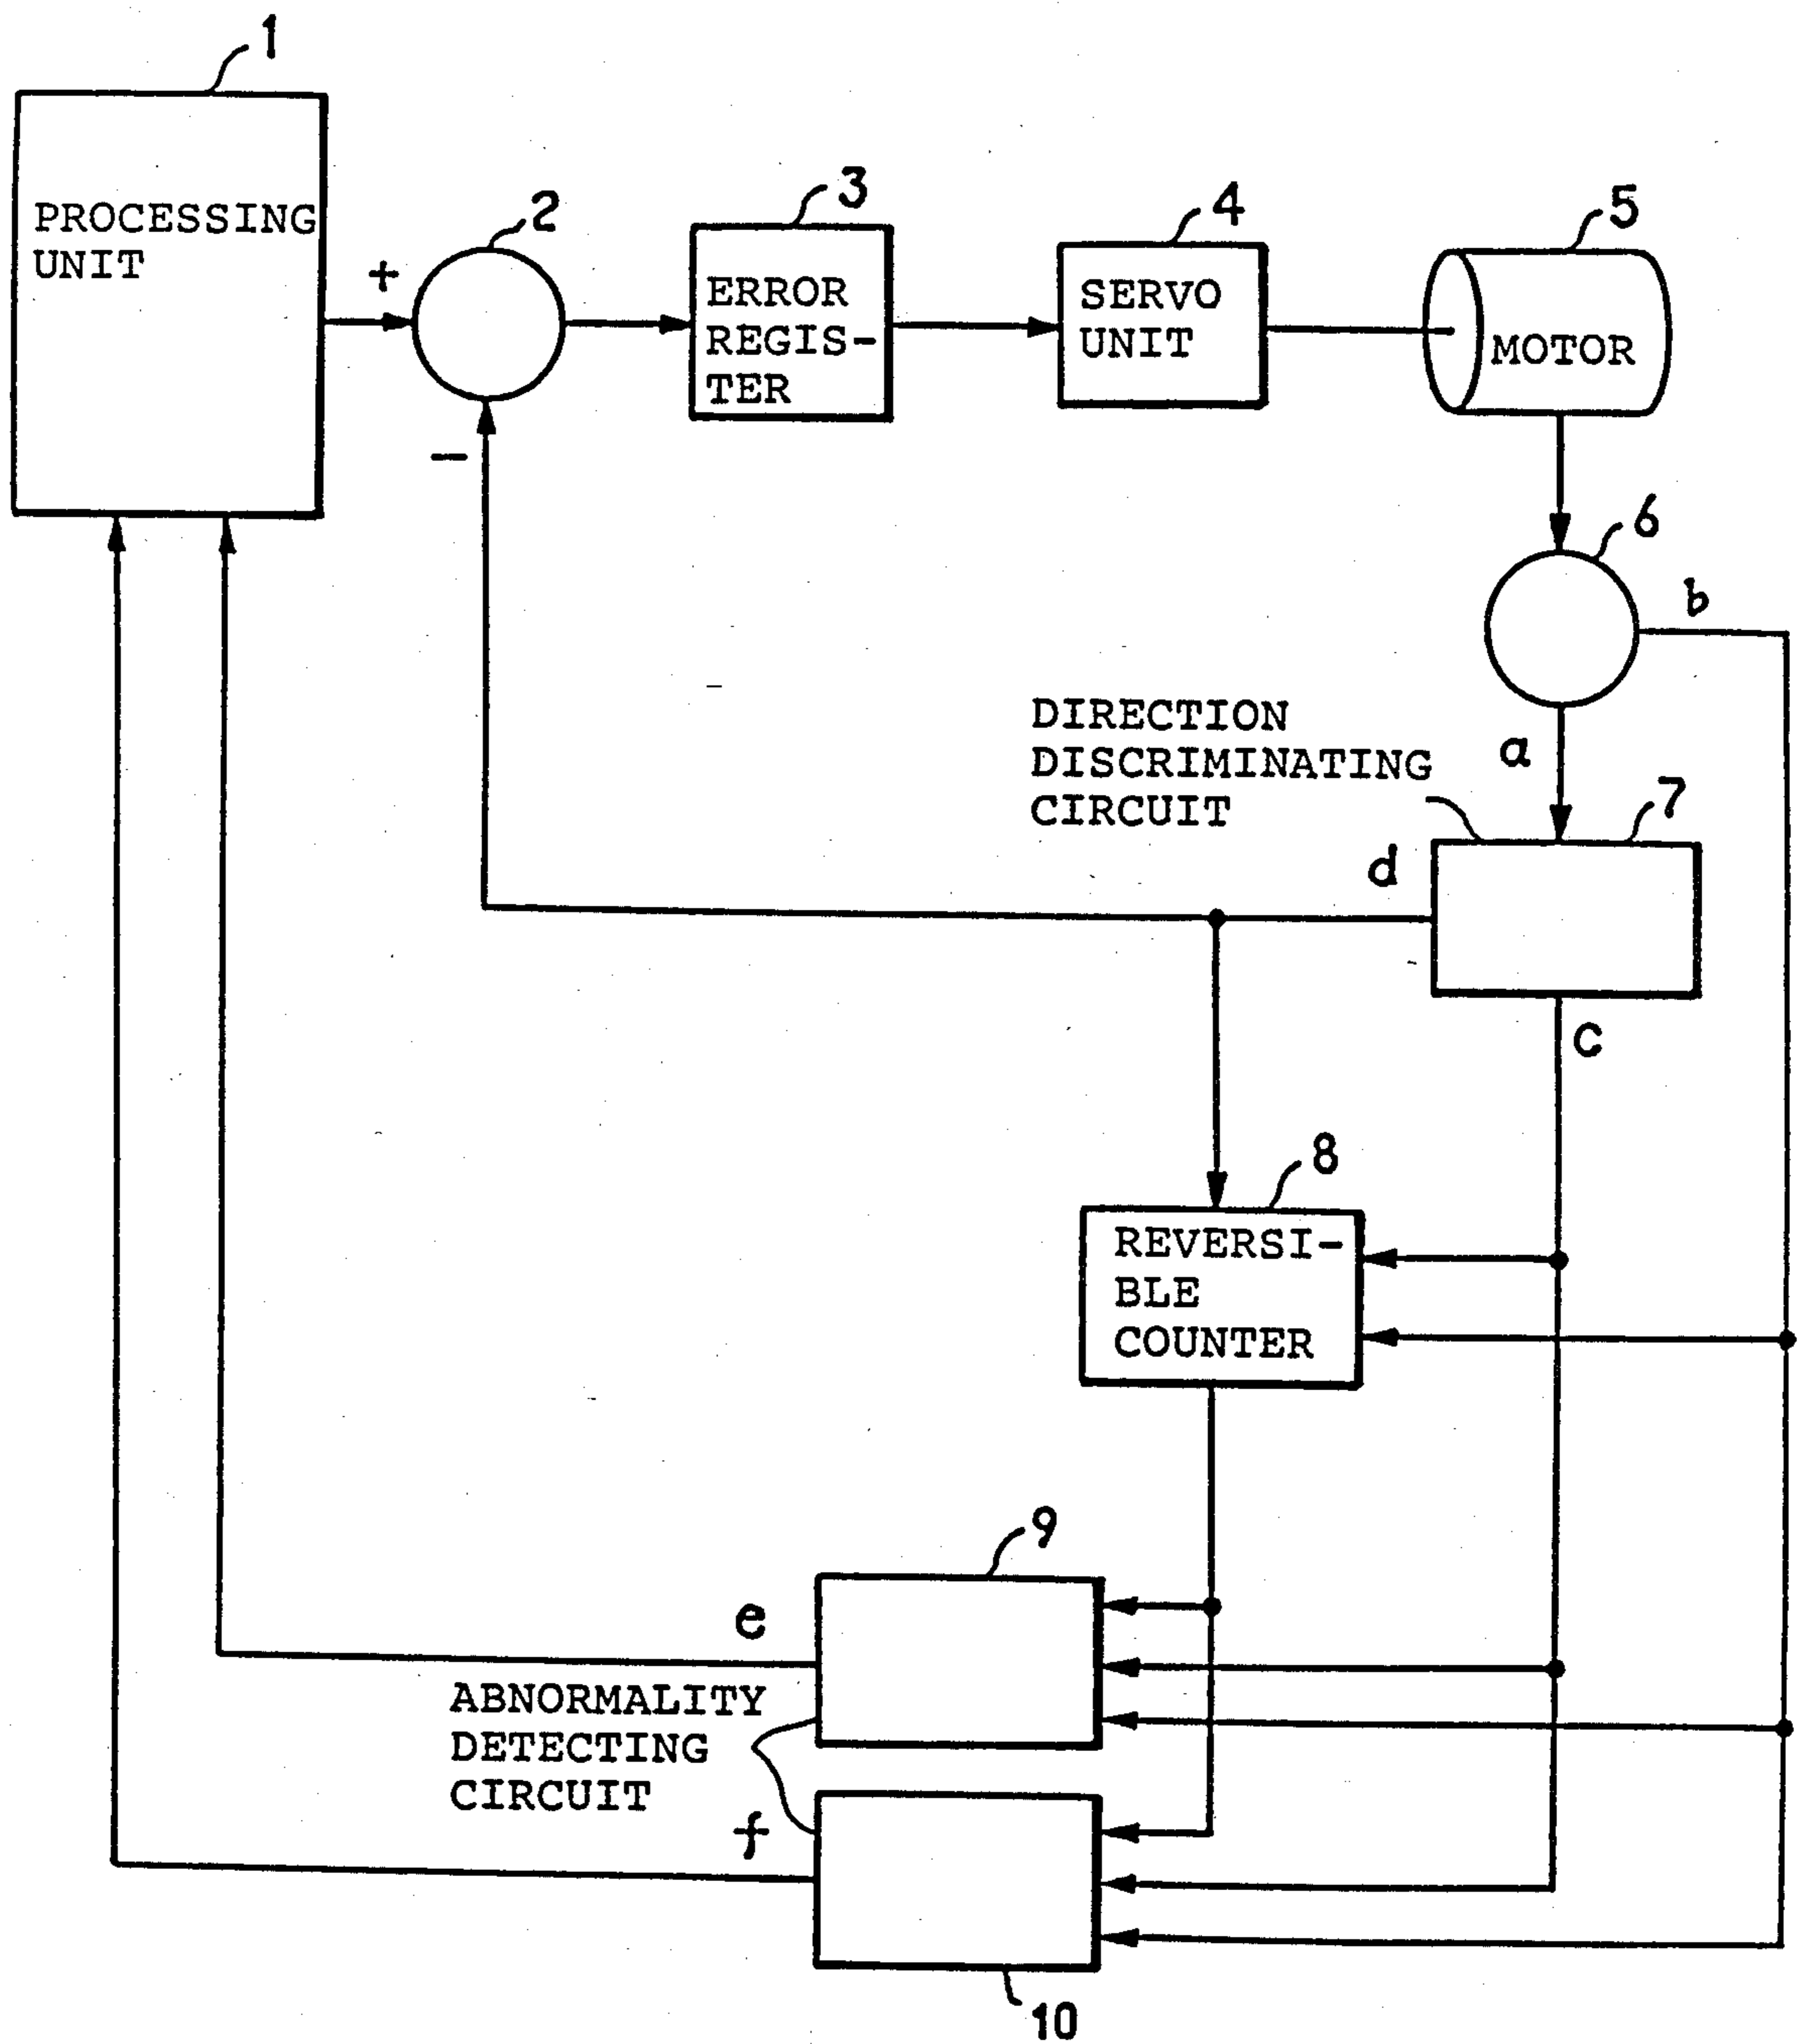 1
PROCESSING
UNIT
+
2
−
3
ERROR
REGIS-
TER
4
SERVO
UNIT
5
MOTOR
6
b
a
DIRECTION
DISCRIMINATING
CIRCUIT
7
d
c
8
REVERSI-
BLE
COUNTER
9
e
ABNORMALITY
DETECTING
CIRCUIT
f
10